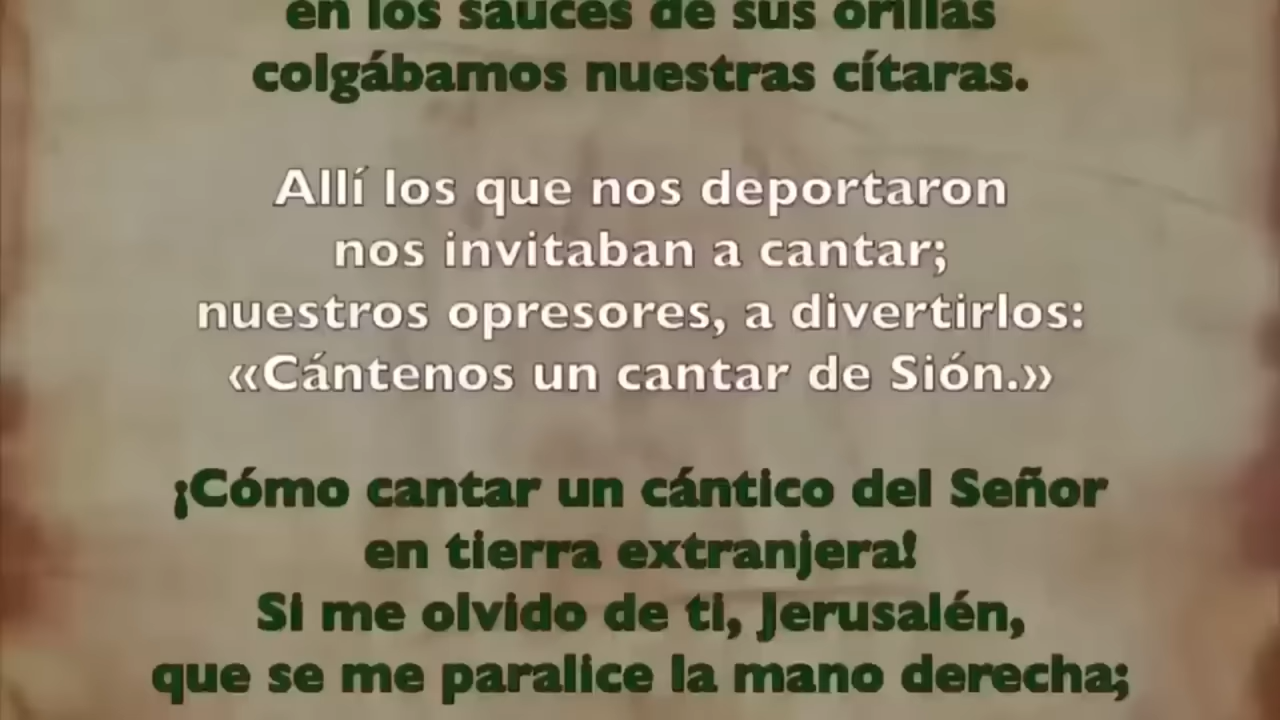 en los sauces de sus orillas
colgábamos nuestras cítaras.
Allí los que nos deportaron
nos invitaban a cantar;
nuestros opresores, a divertirlos:
«Cántenos un cantar de Sión.»
¡Cómo cantar un cántico del Señor
en tierra extranjera!
Si me olvido de ti, Jerusalén,
que se me paralice la mano derecha;